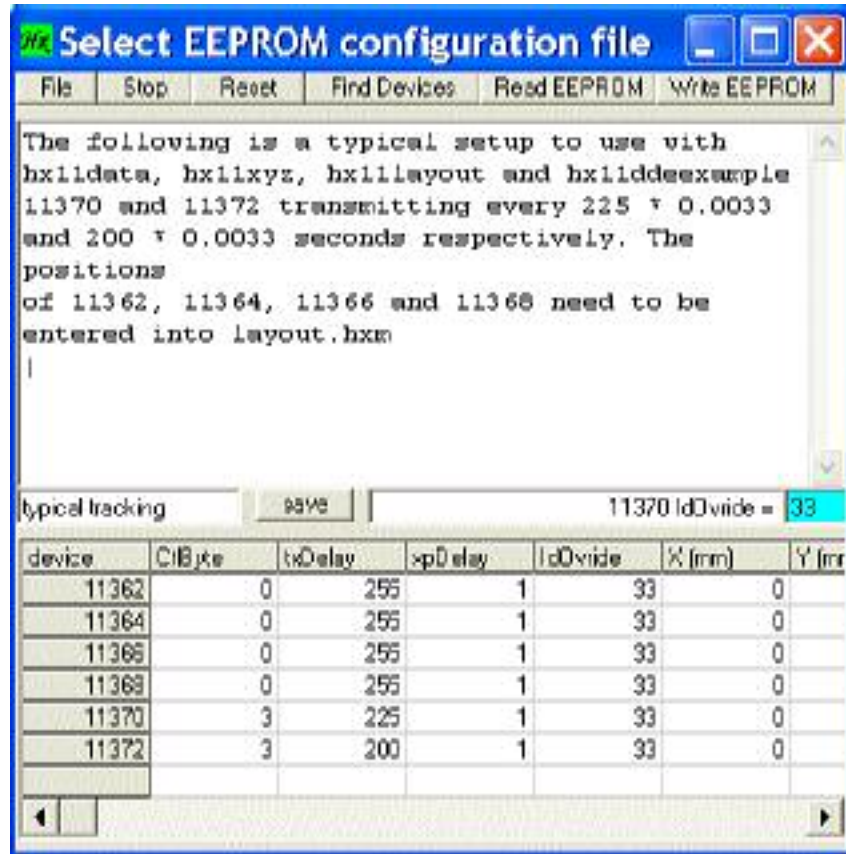 Hx Select EEPROM configuration file
File Stop Reset Find Devices Read EEPROM Write EEPROM
The following is a typical setup to use with
hx11data, hx11xyz, hx11layout and hx11ddeexample
11370 and 11372 transmitting every 225 * 0.0033
and 200 * 0.0033 seconds respectively. The
positions
of 11362, 11364, 11366 and 11368 need to be
entered into layout.hxm
typical tracking save 11370 IdOvride = 33
device CtlByte txDelay xpDelay IdOvride X (mm) Y (mm
11362 0 255 1 33 0
11364 0 255 1 33 0
11366 0 255 1 33 0
11368 0 255 1 33 0
11370 3 225 1 33 0
11372 3 200 1 33 0